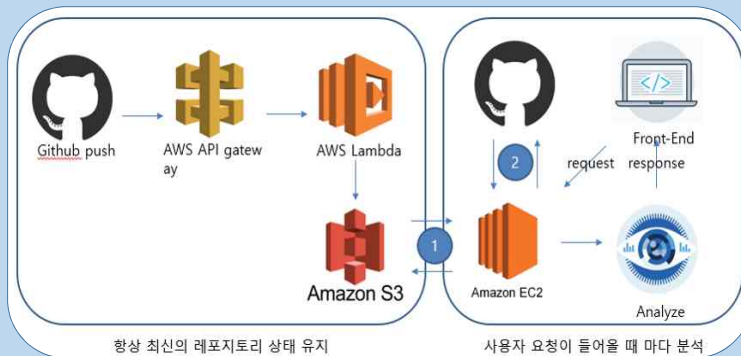 Github push
AWS API gatew
ay
AWS Lambda
Amazon S3
1
2
</>
Front-End
request response
Amazon EC2
Analyze
항상 최신의 레포지토리 상태 유지
사용자 요청이 들어올 때 마다 분석